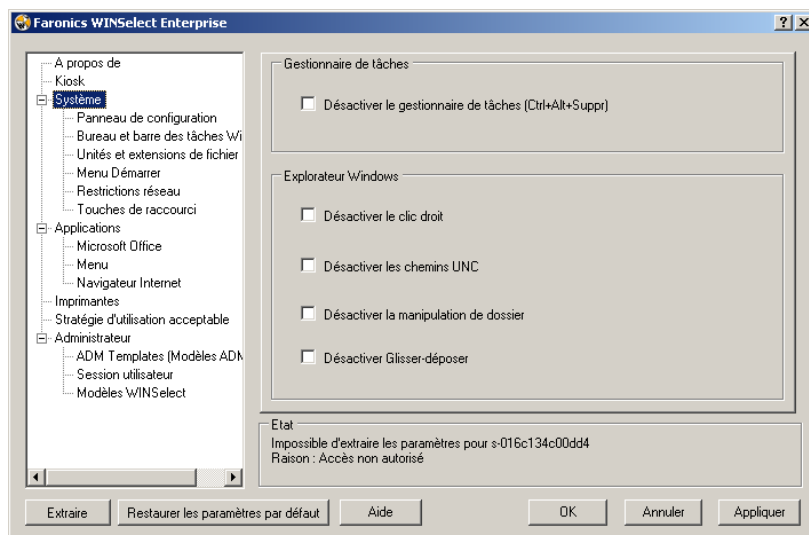 Faronics WINSelect Enterprise
A propos de
Kiosk
Système
Panneau de configuration
Bureau et barre des tâches Wi
Unités et extensions de fichier
Menu Démarrer
Restrictions réseau
Touches de raccourci
Applications
Microsoft Office
Menu
Navigateur Internet
Imprimantes
Stratégie d'utilisation acceptable
Administrateur
ADM Templates (Modèles ADM
Session utilisateur
Modèles WINSelect
Gestionnaire de tâches
Désactiver le gestionnaire de tâches (Ctrl+Alt+Suppr)
Explorateur Windows
Désactiver le clic droit
Désactiver les chemins UNC
Désactiver la manipulation de dossier
Désactiver Glisser-déposer
Etat
Impossible d'extraire les paramètres pour s-016c134c00dd4
Raison : Accès non autorisé
Extraire
Restaurer les paramètres par défaut
Aide
OK
Annuler
Appliquer